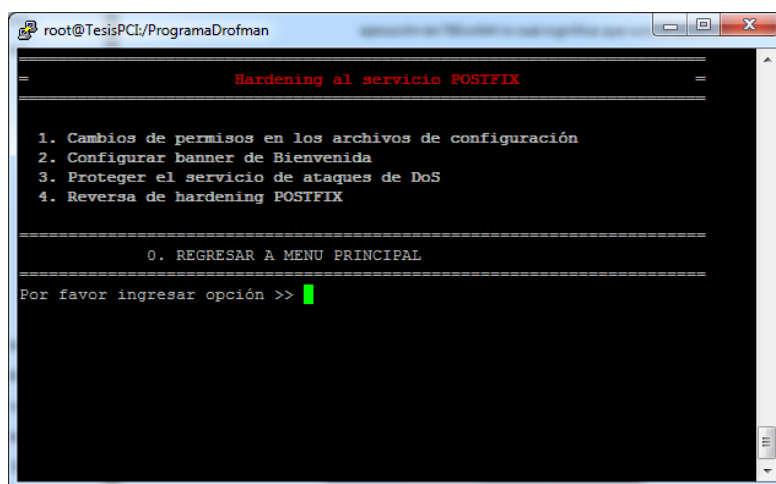 root@TesisPCI:/ProgramaDrofman
= Hardening al servicio POSTFIX =
1. Cambios de permisos en los archivos de configuración
2. Configurar banner de Bienvenida
3. Proteger el servicio de ataques de DoS
4. Reversa de hardening POSTFIX
0. REGRESAR A MENU PRINCIPAL
Por favor ingresar opción >>